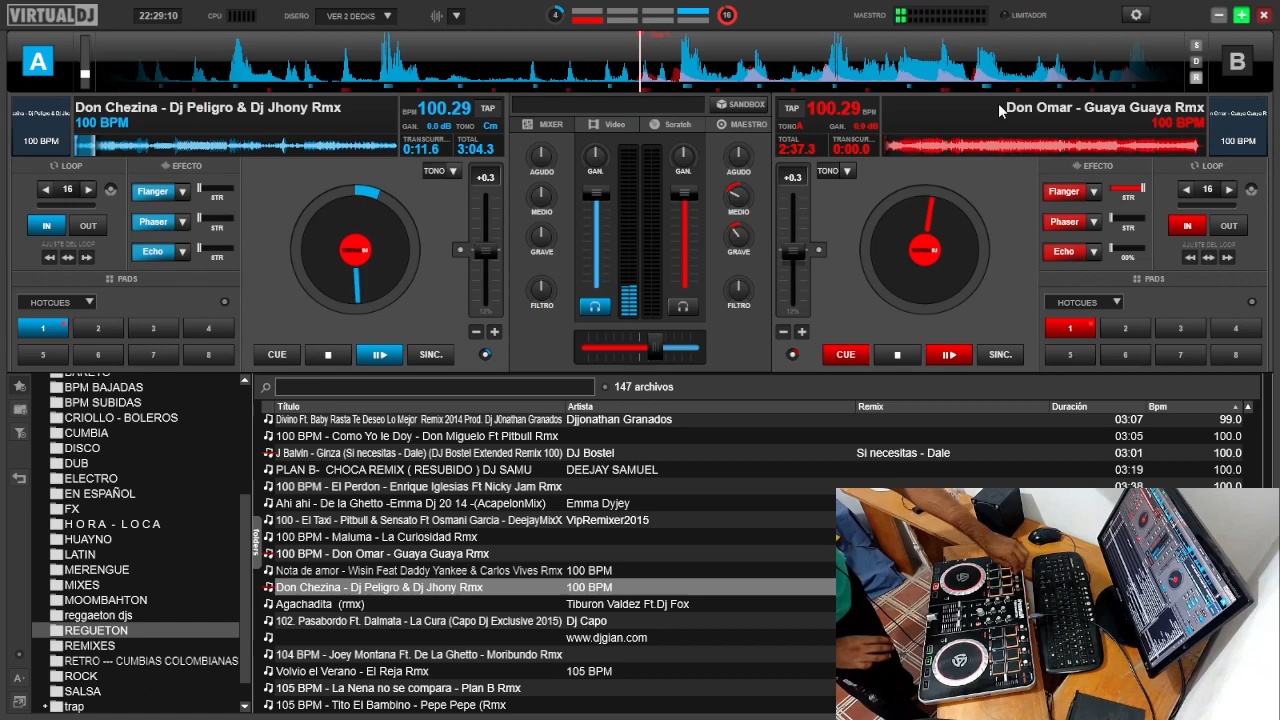 VIRTUALDJ 22:29:10 CPU DISEÑO VER 2 DECKS 4 16 MAESTRO LIMITADOR
A B
S
D
R
Don Chezina - Dj Peligro & Dj Jhony Rmx
100 BPM
100 BPM
BPM 100.29 TAP
GAN. 0.0 dB TONO Cm
TRANSCURR... TOTAL
0:11.6 3:04.3
SANDBOX
MIXER Video Scratch MAESTRO
TAP 100.29 BPM
TONO A GAN. 0.0 dB
TOTAL TRANSCUR...
2:37.3 0:00.0
Don Omar - Guaya Guaya Rmx
100 BPM
100 BPM
LOOP EFECTO TONO +0.3
16 Flanger STR
IN OUT Phaser STR
AJUSTE DEL LOOP Echo STR
PADS
HOTCUES
1 2 3 4
5 6 7 8
12%
CUE SINC.
AGUDO GAN. GAN. AGUDO
MEDIO MEDIO
GRAVE GRAVE
FILTRO FILTRO
+0.3 TONO EFECTO LOOP
Flanger STR 16
Phaser STR IN OUT
Echo 00% AJUSTE DEL LOOP
PADS
HOTCUES
1 2 3 4
5 6 7 8
12%
CUE SINC.
BPM BAJADAS
BPM SUBIDAS
CRIOLLO - BOLEROS
CUMBIA
DISCO
DUB
ELECTRO
EN ESPAÑOL
FX
H O R A - L O C A
HUAYNO
LATIN
MERENGUE
MIXES
MOOMBAHTON
reggaeton djs
REGUETON
REMIXES
RETRO --- CUMBIAS COLOMBIANAS
ROCK
SALSA
trap
folders
147 archivos
Título Artista Remix Duración Bpm
Divino Ft. Baby Rasta Te Deseo Lo Mejor Remix 2014 Prod. Dj J0nathan Granados Djjonathan Granados 03:07 99.0
100 BPM - Como Yo le Doy - Don Miguelo Ft Pitbull Rmx 03:05 100.0
J Balvin - Ginza (Si necesitas - Dale) (DJ Bostel Extended Remix 100) DJ Bostel Si necesitas - Dale 03:01 100.0
PLAN B- CHOCA REMIX ( RESUBIDO ) DJ SAMU DEEJAY SAMUEL 03:19 100.0
100 BPM - El Perdon - Enrique Iglesias Ft Nicky Jam Rmx 03:38 100.0
Ahi ahi - De la Ghetto -Emma Dj 20 14 -(AcapelonMix) Emma Dyjey
100 - El Taxi - Pitbull & Sensato Ft Osmani Garcia - DeejayMixX VipRemixer2015
100 BPM - Maluma - La Curiosidad Rmx
100 BPM - Don Omar - Guaya Guaya Rmx
Nota de amor - Wisin Feat Daddy Yankee & Carlos Vives Rmx 100 BPM
Don Chezina - Dj Peligro & Dj Jhony Rmx 100 BPM
Agachadita (rmx) Tiburon Valdez Ft.Dj Fox
102. Pasabordo Ft. Dalmata - La Cura (Capo Dj Exclusive 2015) Dj Capo
www.djgian.com
104 BPM - Joey Montana Ft. De La Ghetto - Moribundo Rmx
Volvio el Verano - El Reja Rmx 105 BPM
105 BPM - La Nena no se compara - Plan B Rmx
105 BPM - Tito El Bambino - Pepe Pepe (Rmx)